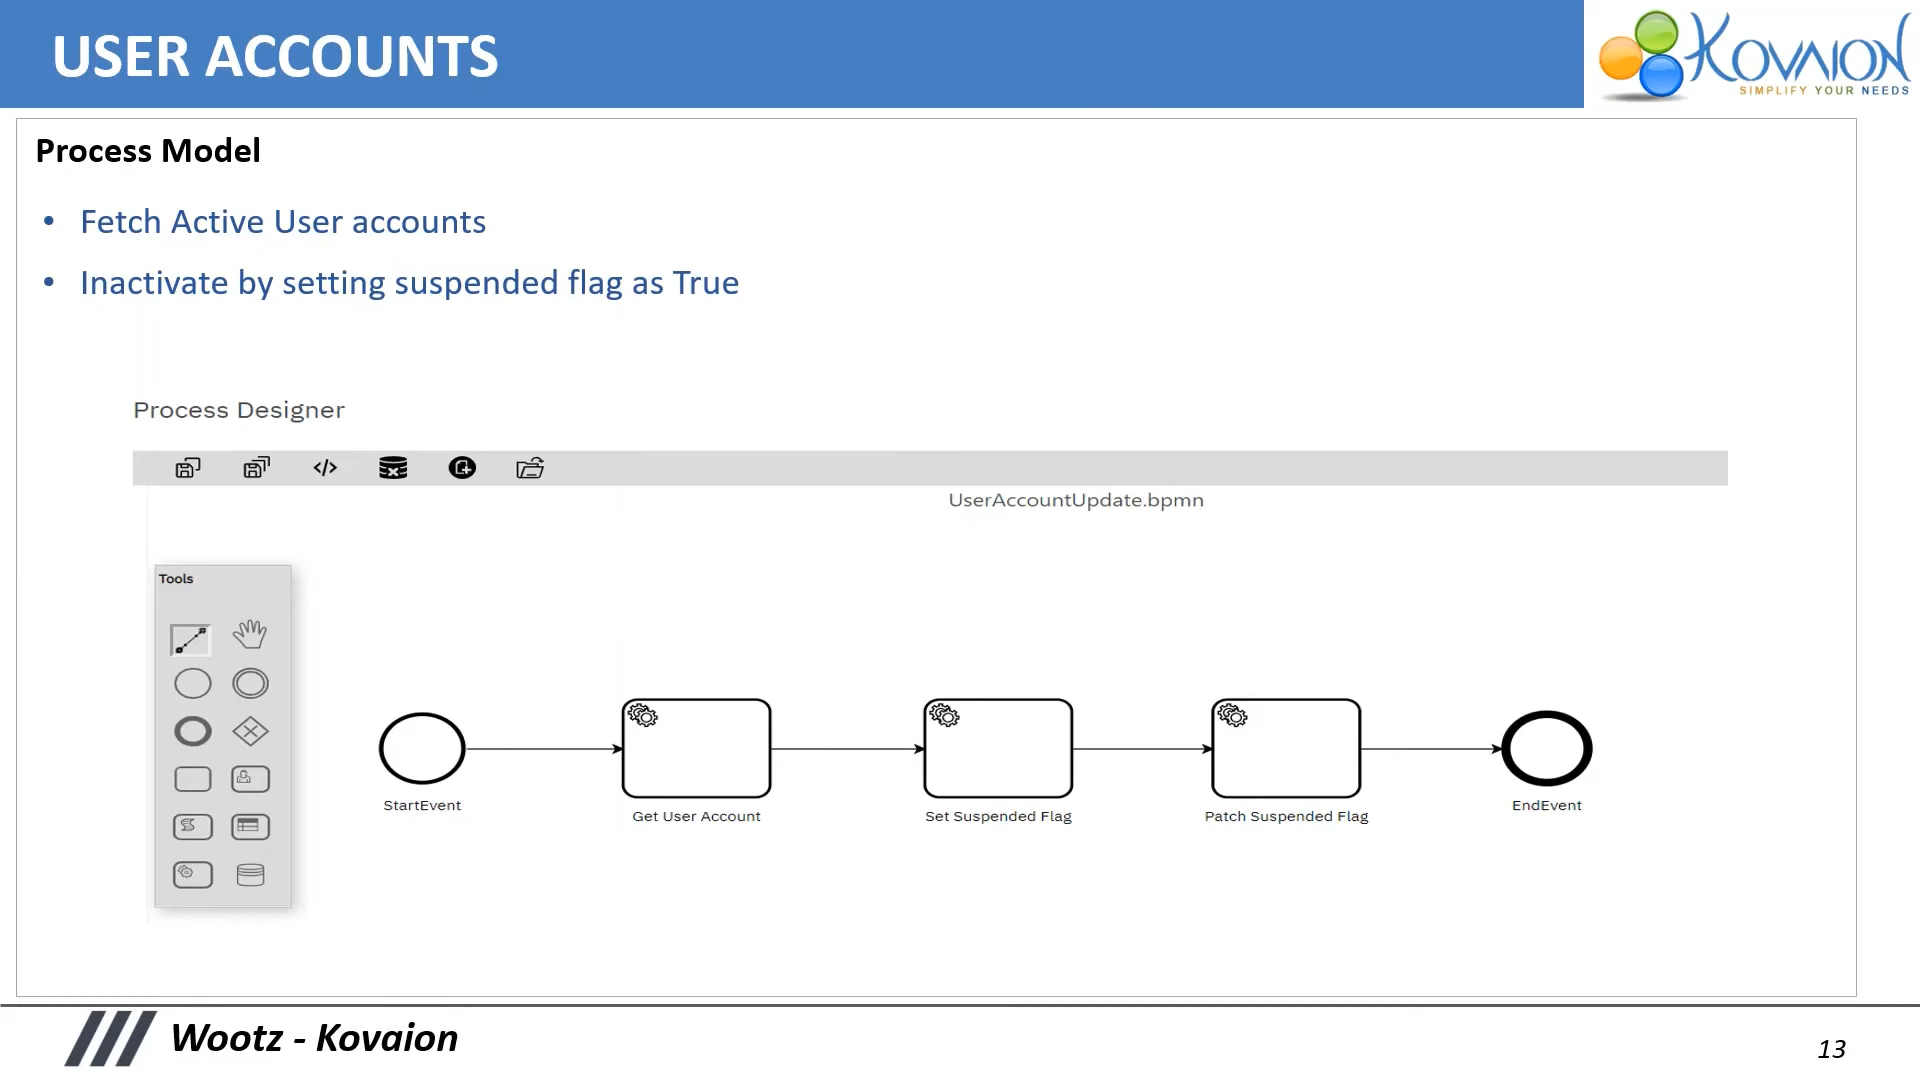 USER ACCOUNTS
KOVAION
SIMPLIFY YOUR NEEDS
Process Model
• Fetch Active User accounts
• Inactivate by setting suspended flag as True
Process Designer
</>
UserAccountUpdate.bpmn
Tools
StartEvent
Get User Account
Set Suspended Flag
Patch Suspended Flag
EndEvent
Wootz - Kovaion
13